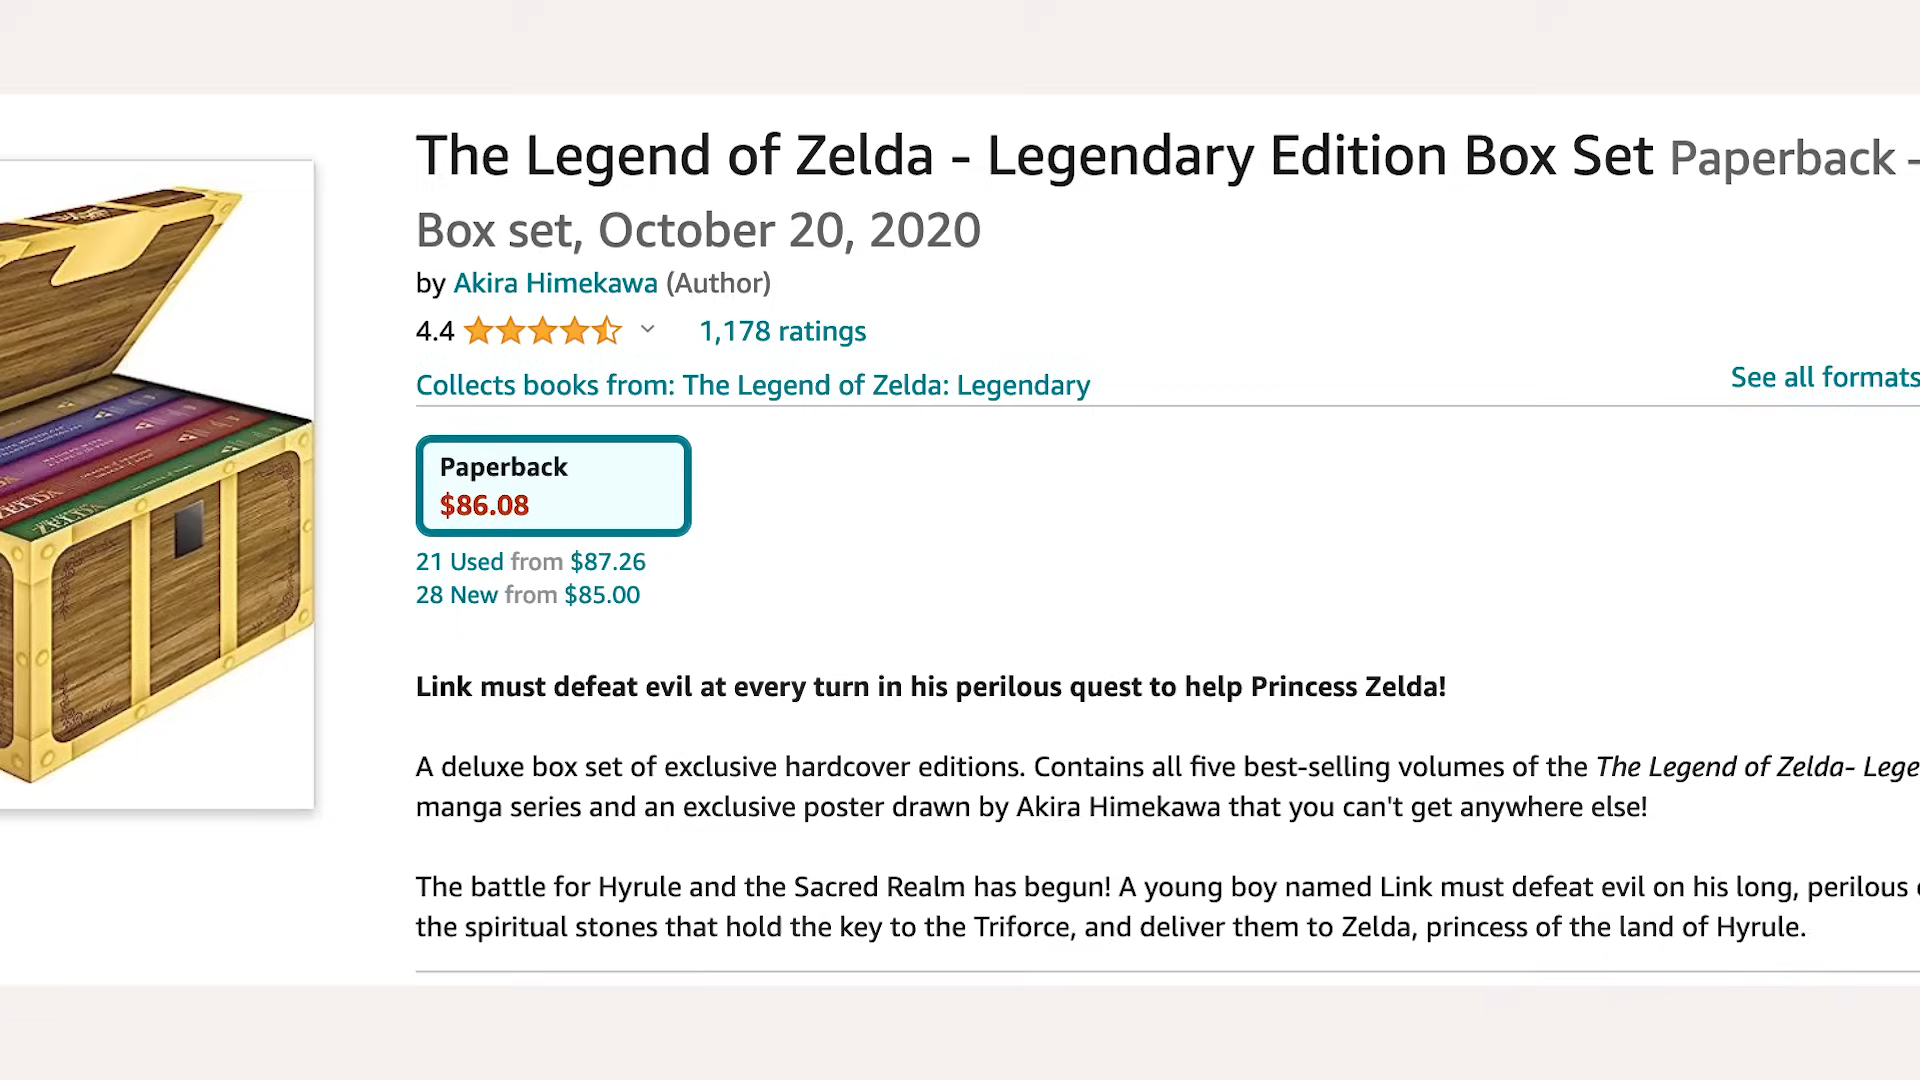 The Legend of Zelda - Legendary Edition Box Set Paperback -
Box set, October 20, 2020
by Akira Himekawa (Author)
4.4 1,178 ratings
See all formats
Collects books from: The Legend of Zelda: Legendary
Paperback
$86.08
21 Used from $87.26
28 New from $85.00
Link must defeat evil at every turn in his perilous quest to help Princess Zelda!
A deluxe box set of exclusive hardcover editions. Contains all five best-selling volumes of the The Legend of Zelda- Lege
manga series and an exclusive poster drawn by Akira Himekawa that you can't get anywhere else!
The battle for Hyrule and the Sacred Realm has begun! A young boy named Link must defeat evil on his long, perilous
the spiritual stones that hold the key to the Triforce, and deliver them to Zelda, princess of the land of Hyrule.
ZELDA
ZELDA